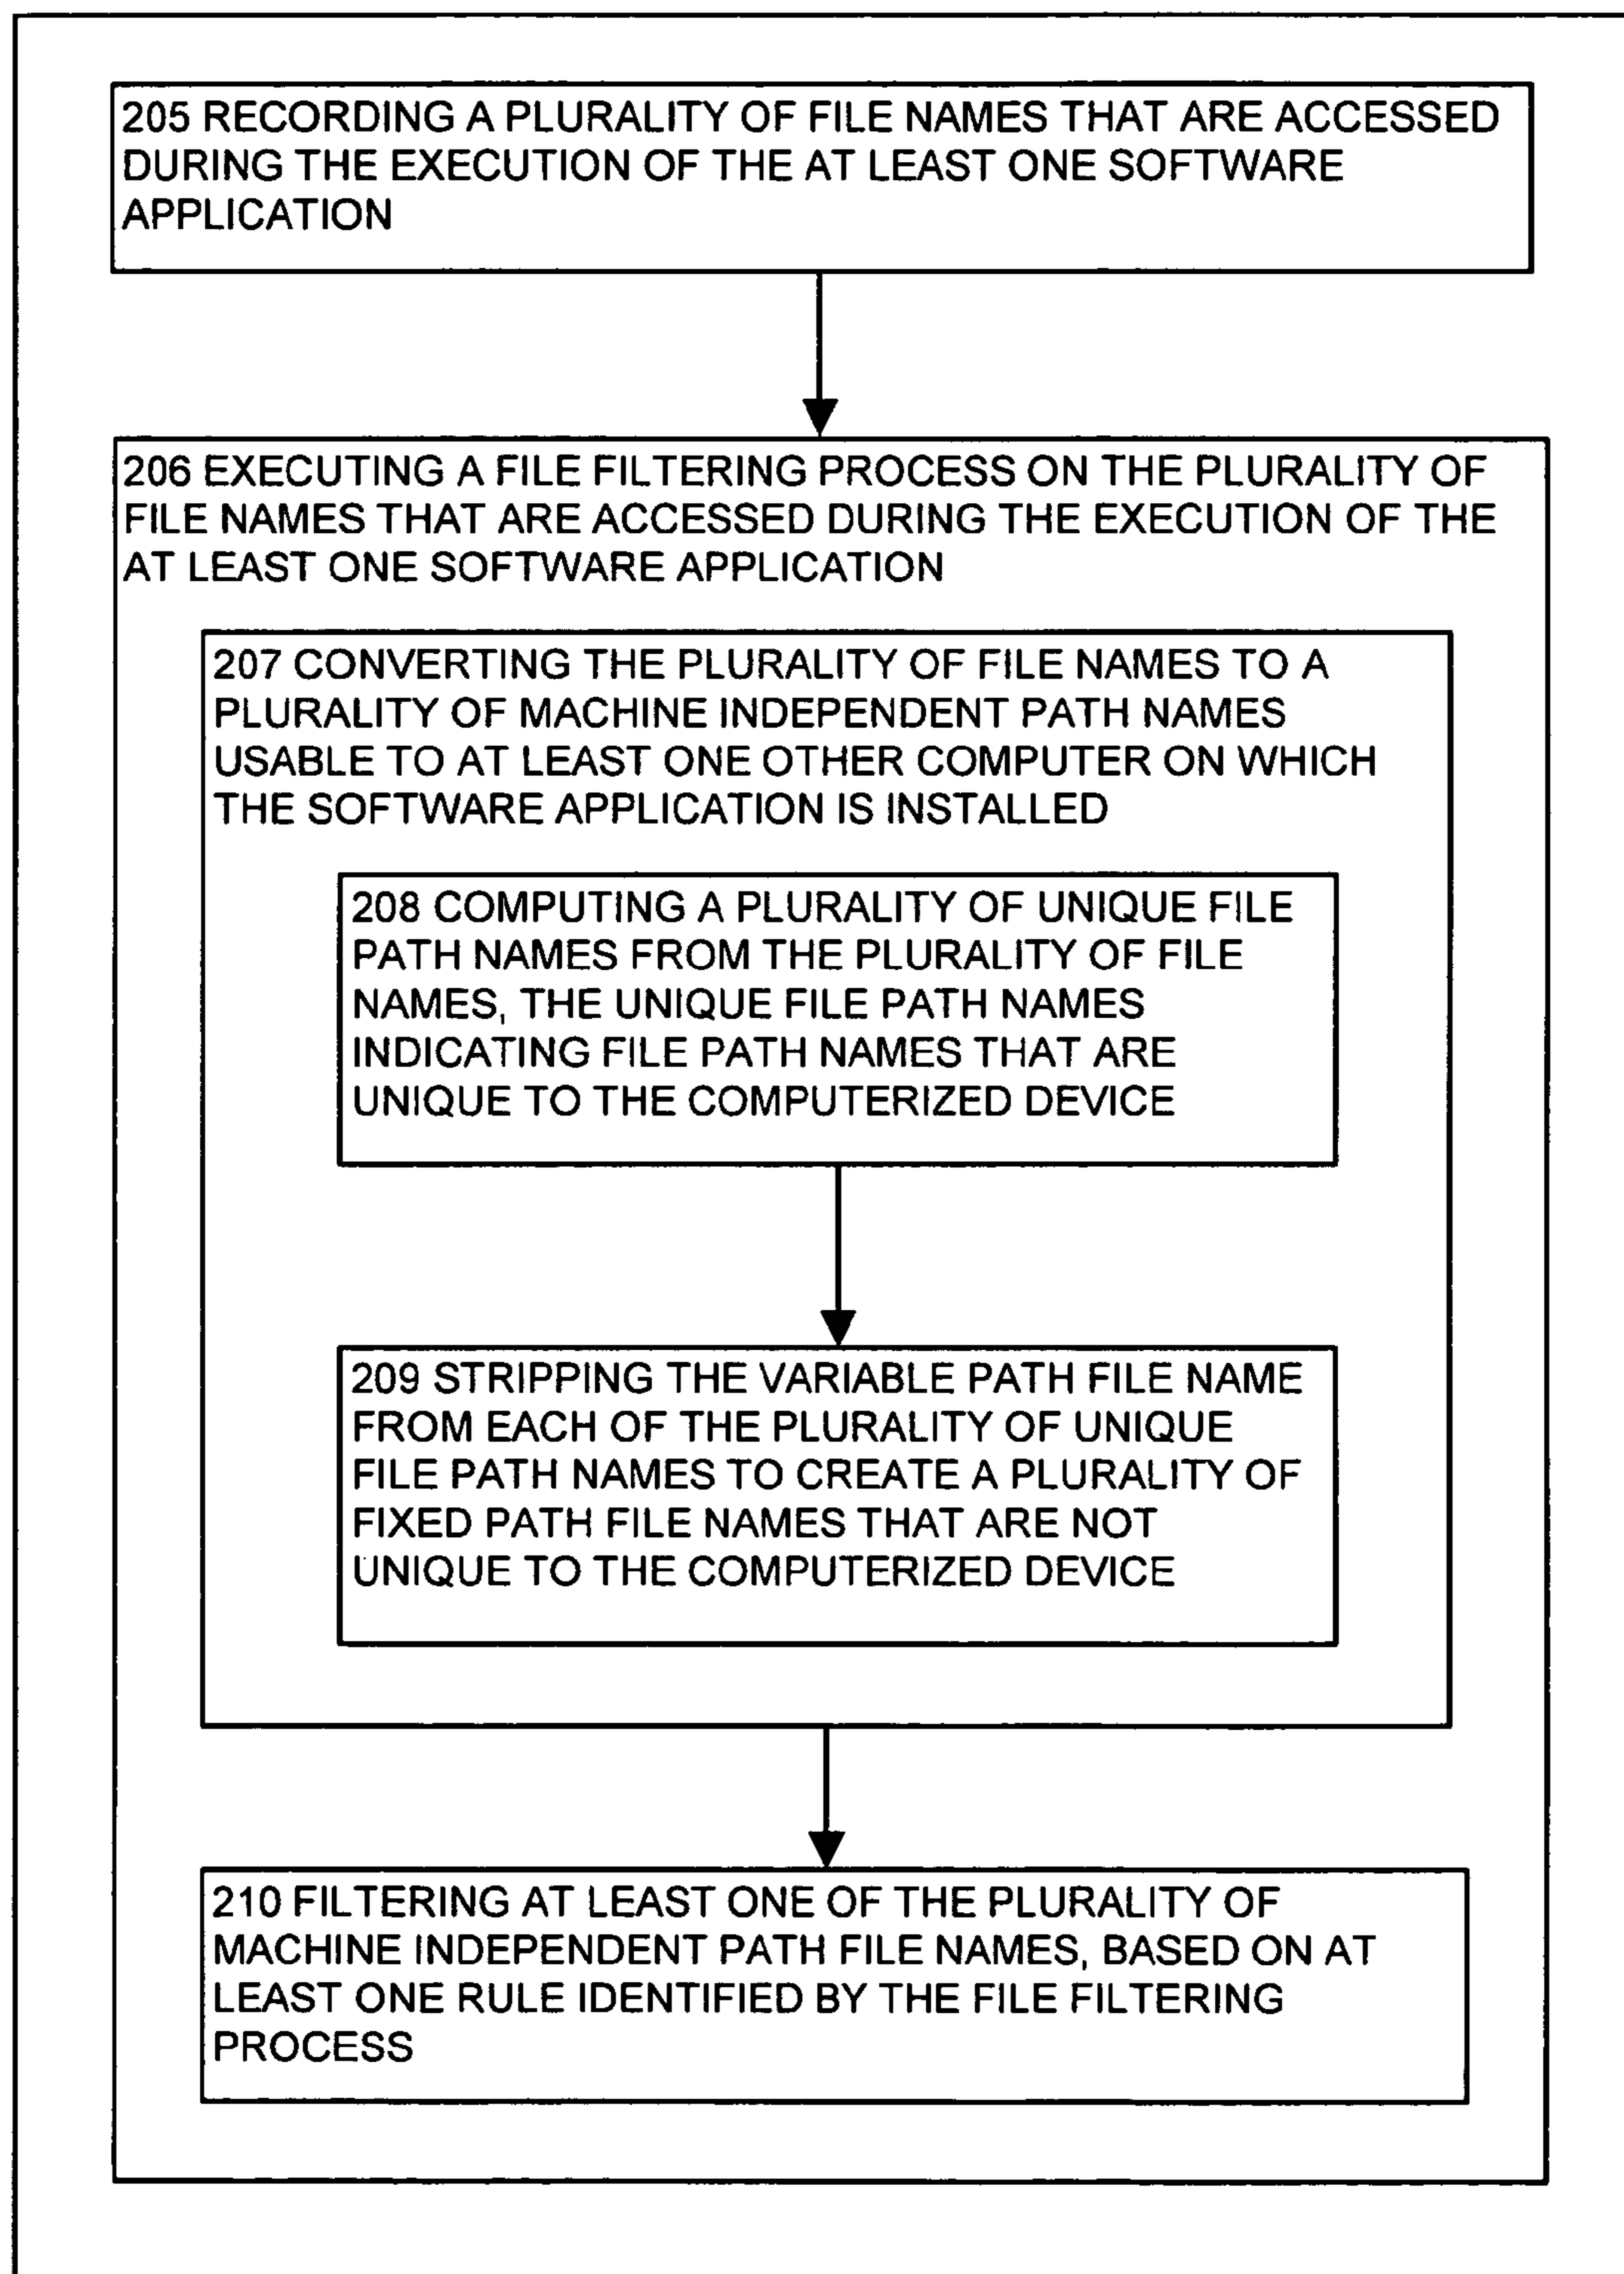 205 RECORDING A PLURALITY OF FILE NAMES THAT ARE ACCESSED
DURING THE EXECUTION OF THE AT LEAST ONE SOFTWARE
APPLICATION
206 EXECUTING A FILE FILTERING PROCESS ON THE PLURALITY OF
FILE NAMES THAT ARE ACCESSED DURING THE EXECUTION OF THE
AT LEAST ONE SOFTWARE APPLICATION
207 CONVERTING THE PLURALITY OF FILE NAMES TO A
PLURALITY OF MACHINE INDEPENDENT PATH NAMES
USABLE TO AT LEAST ONE OTHER COMPUTER ON WHICH
THE SOFTWARE APPLICATION IS INSTALLED
208 COMPUTING A PLURALITY OF UNIQUE FILE
PATH NAMES FROM THE PLURALITY OF FILE
NAMES, THE UNIQUE FILE PATH NAMES
INDICATING FILE PATH NAMES THAT ARE
UNIQUE TO THE COMPUTERIZED DEVICE
209 STRIPPING THE VARIABLE PATH FILE NAME
FROM EACH OF THE PLURALITY OF UNIQUE
FILE PATH NAMES TO CREATE A PLURALITY OF
FIXED PATH FILE NAMES THAT ARE NOT
UNIQUE TO THE COMPUTERIZED DEVICE
210 FILTERING AT LEAST ONE OF THE PLURALITY OF
MACHINE INDEPENDENT PATH FILE NAMES, BASED ON AT
LEAST ONE RULE IDENTIFIED BY THE FILE FILTERING
PROCESS